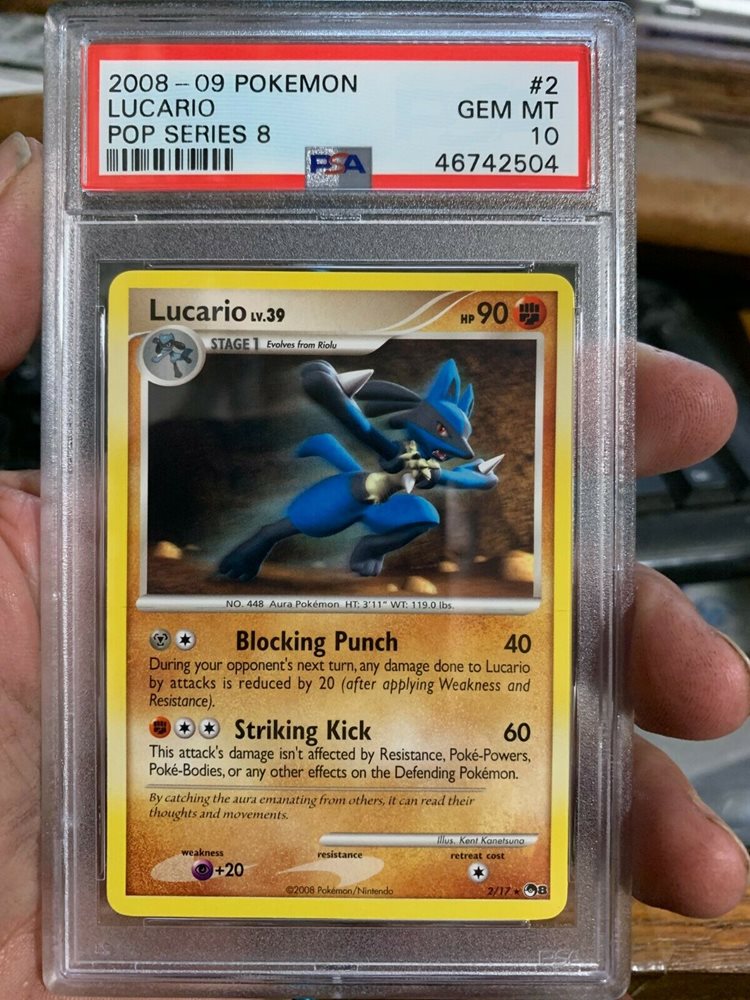 2008 - 09 POKEMON #2
LUCARIO GEM MT
POP SERIES 8 10
PSA 46742504
Lucario LV.39 HP 90
STAGE 1 Evolves from Riolu
NO. 448 Aura Pokémon HT: 3'11" WT: 119.0 lbs.
Blocking Punch 40
During your opponent's next turn, any damage done to Lucario
by attacks is reduced by 20 (after applying Weakness and
Resistance).
Striking Kick 60
This attack's damage isn't affected by Resistance, Poké-Powers,
Poké-Bodies, or any other effects on the Defending Pokémon.
By catching the aura emanating from others, it can read their
thoughts and movements.
Illus. Kent Kanetsuna
weakness resistance retreat cost
+20
©2008 Pokémon/Nintendo 2/17 ★ 8